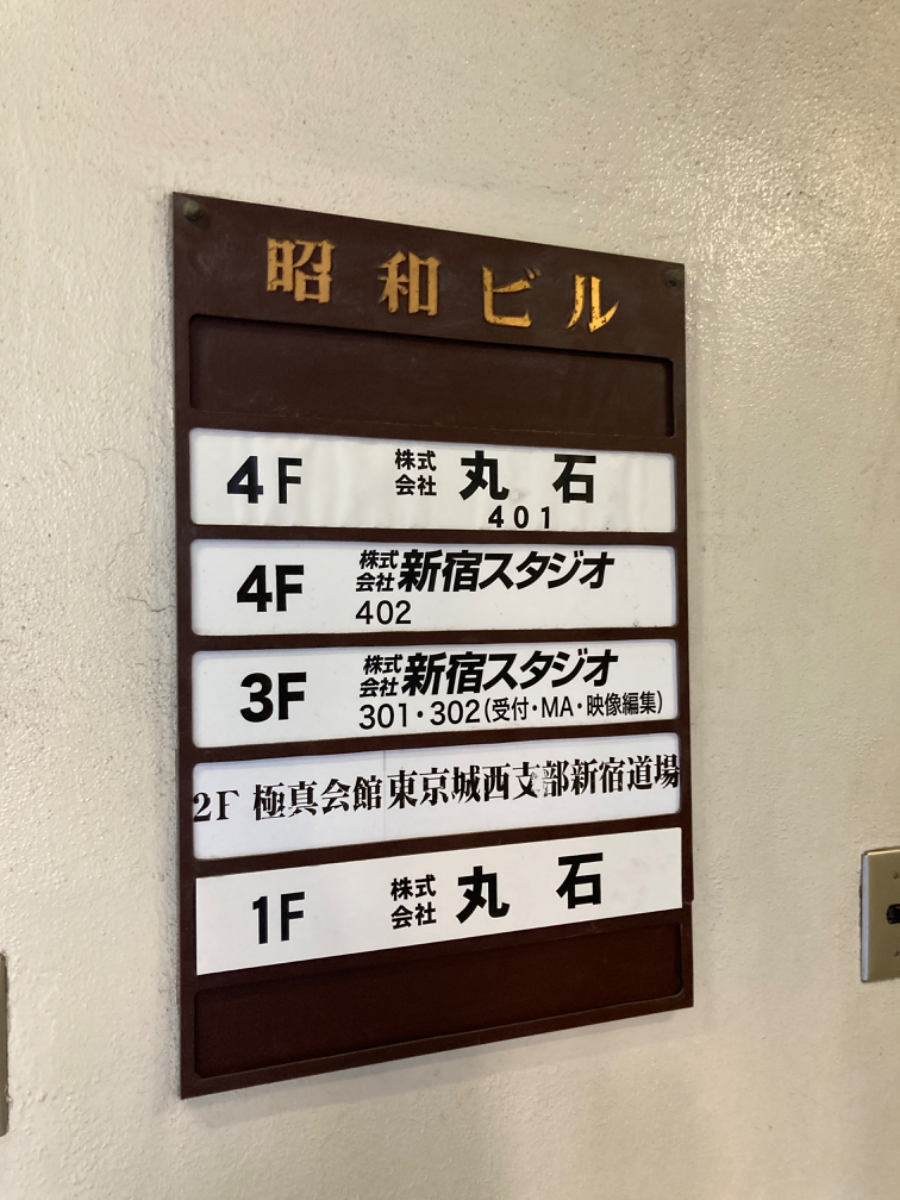 昭和ビル
4F 株式会社 丸石
401
4F 株式会社 新宿スタジオ
402
3F 株式会社 新宿スタジオ
301・302(受付・MA・映像編集)
2F 極真会館東京城西支部新宿道場
1F 株式会社 丸石